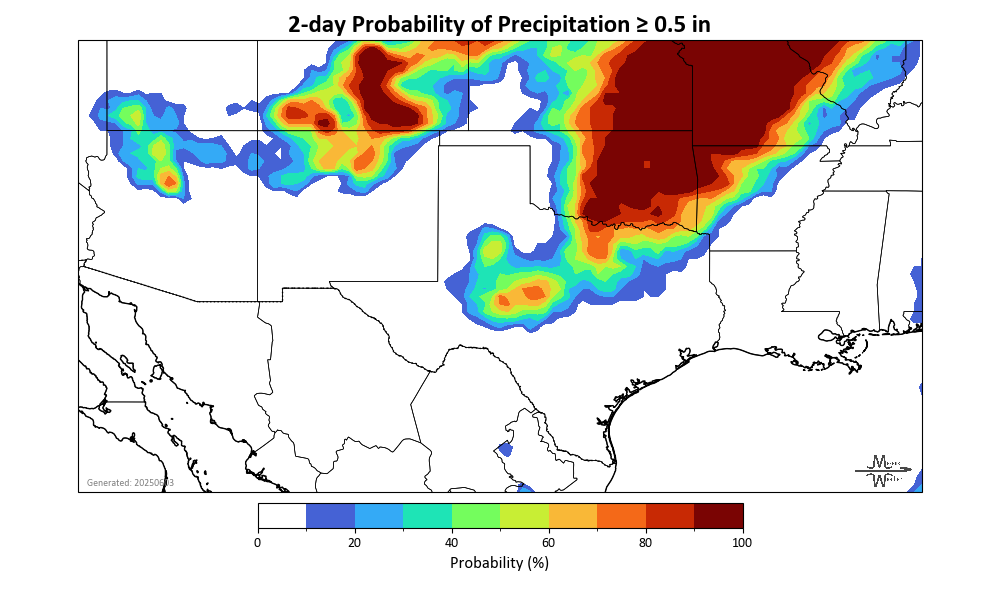 2-day Probability of Precipitation ≥ 0.5 in
Generated: 20250603
0 20 40 60 80 100
Probability (%)